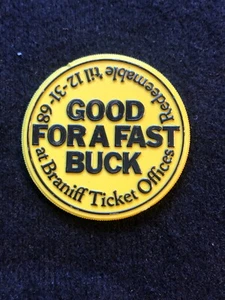 GOOD
FOR A FAST
BUCK
at Braniff Ticket Offices Redeemable 'til 12-31-68